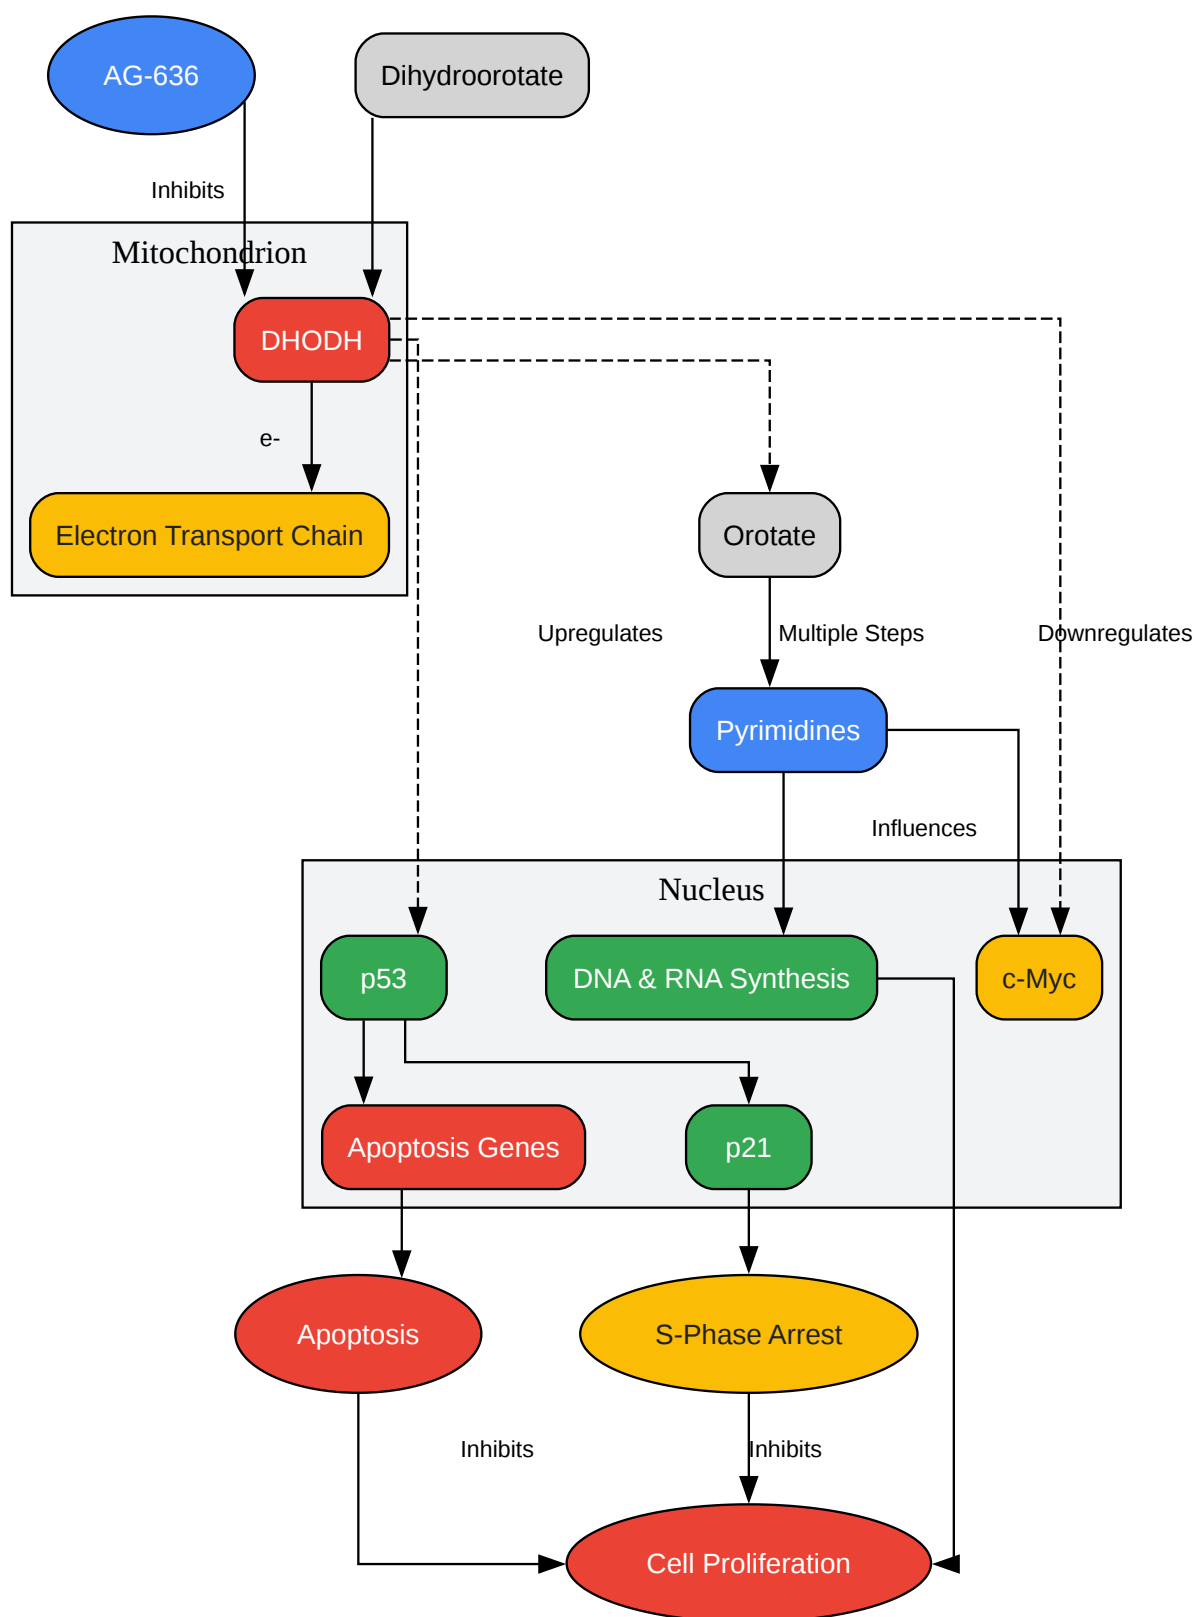 AG-636
Dihydroorotate
Inhibits
Mitochondrion
DHODH
e-
Electron Transport Chain
Orotate
Upregulates
Multiple Steps
Downregulates
Pyrimidines
Influences
Nucleus
p53
DNA & RNA Synthesis
c-Myc
Apoptosis Genes
p21
Apoptosis
S-Phase Arrest
Inhibits
Inhibits
Cell Proliferation